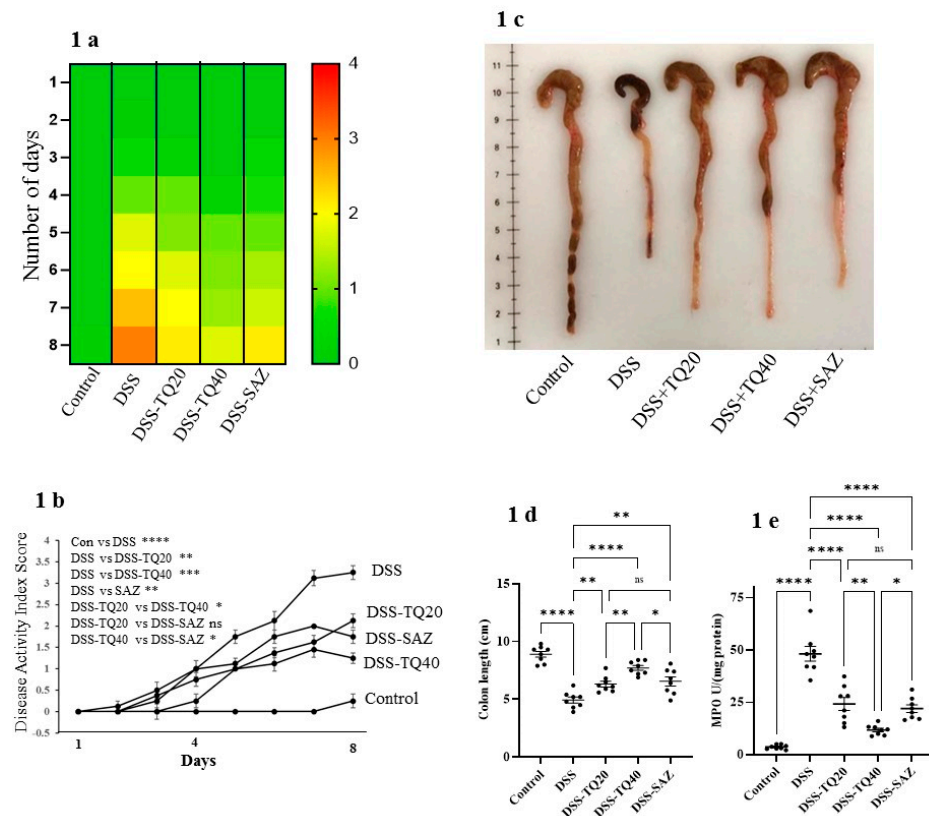 1 a
4
3
2
1
0
Number of days
1
2
3
4
5
6
7
8
Control
DSS
DSS-TQ20
DSS-TQ40
DSS-SAZ
1 c
11
10
9
8
7
6
5
4
3
2
1
Control
DSS
DSS+TQ20
DSS+TQ40
DSS+SAZ
1 b
Con vs DSS ****
DSS vs DSS-TQ20 **
DSS vs DSS-TQ40 ***
DSS vs SAZ **
DSS-TQ20 vs DSS-TQ40 *
DSS-TQ20 vs DSS-SAZ ns
DSS-TQ40 vs DSS-SAZ *
Disease Activity Index Score
4
3.5
3
2.5
2
1.5
1
0.5
0
-0.5
DSS
DSS-TQ20
DSS-SAZ
DSS-TQ40
Control
1
4
8
Days
1 d
**
****
** ns
**** ** *
Colon length (cm)
15
10
5
0
Control
DSS
DSS-TQ20
DSS-TQ40
DSS-SAZ
1 e
****
****
**** ns
**** ** *
MPO U/(mg protein)
75
50
25
0
Control
DSS
DSS-TQ20
DSS-TQ40
DSS-SAZ